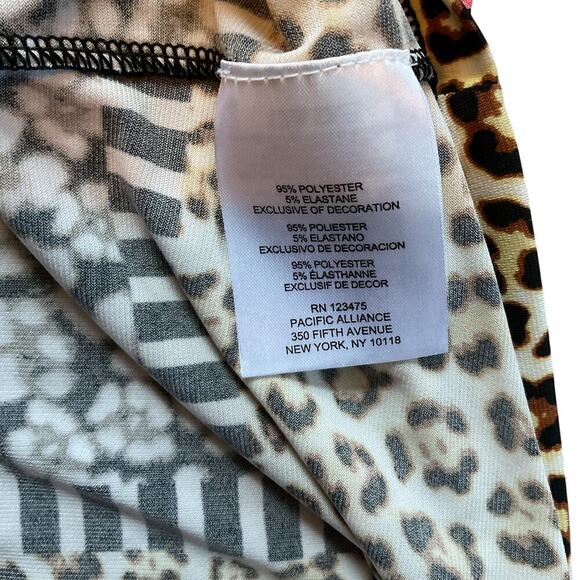 95% POLYESTER
5% ELASTANE
EXCLUSIVE OF DECORATION
95% POLIESTER
5% ELASTANO
EXCLUSIVO DE DECORACION
95% POLYESTER
5% ÉLASTHANNE
EXCLUSIF DE DECOR
RN 123475
PACIFIC ALLIANCE
350 FIFTH AVENUE
NEW YORK, NY 10118